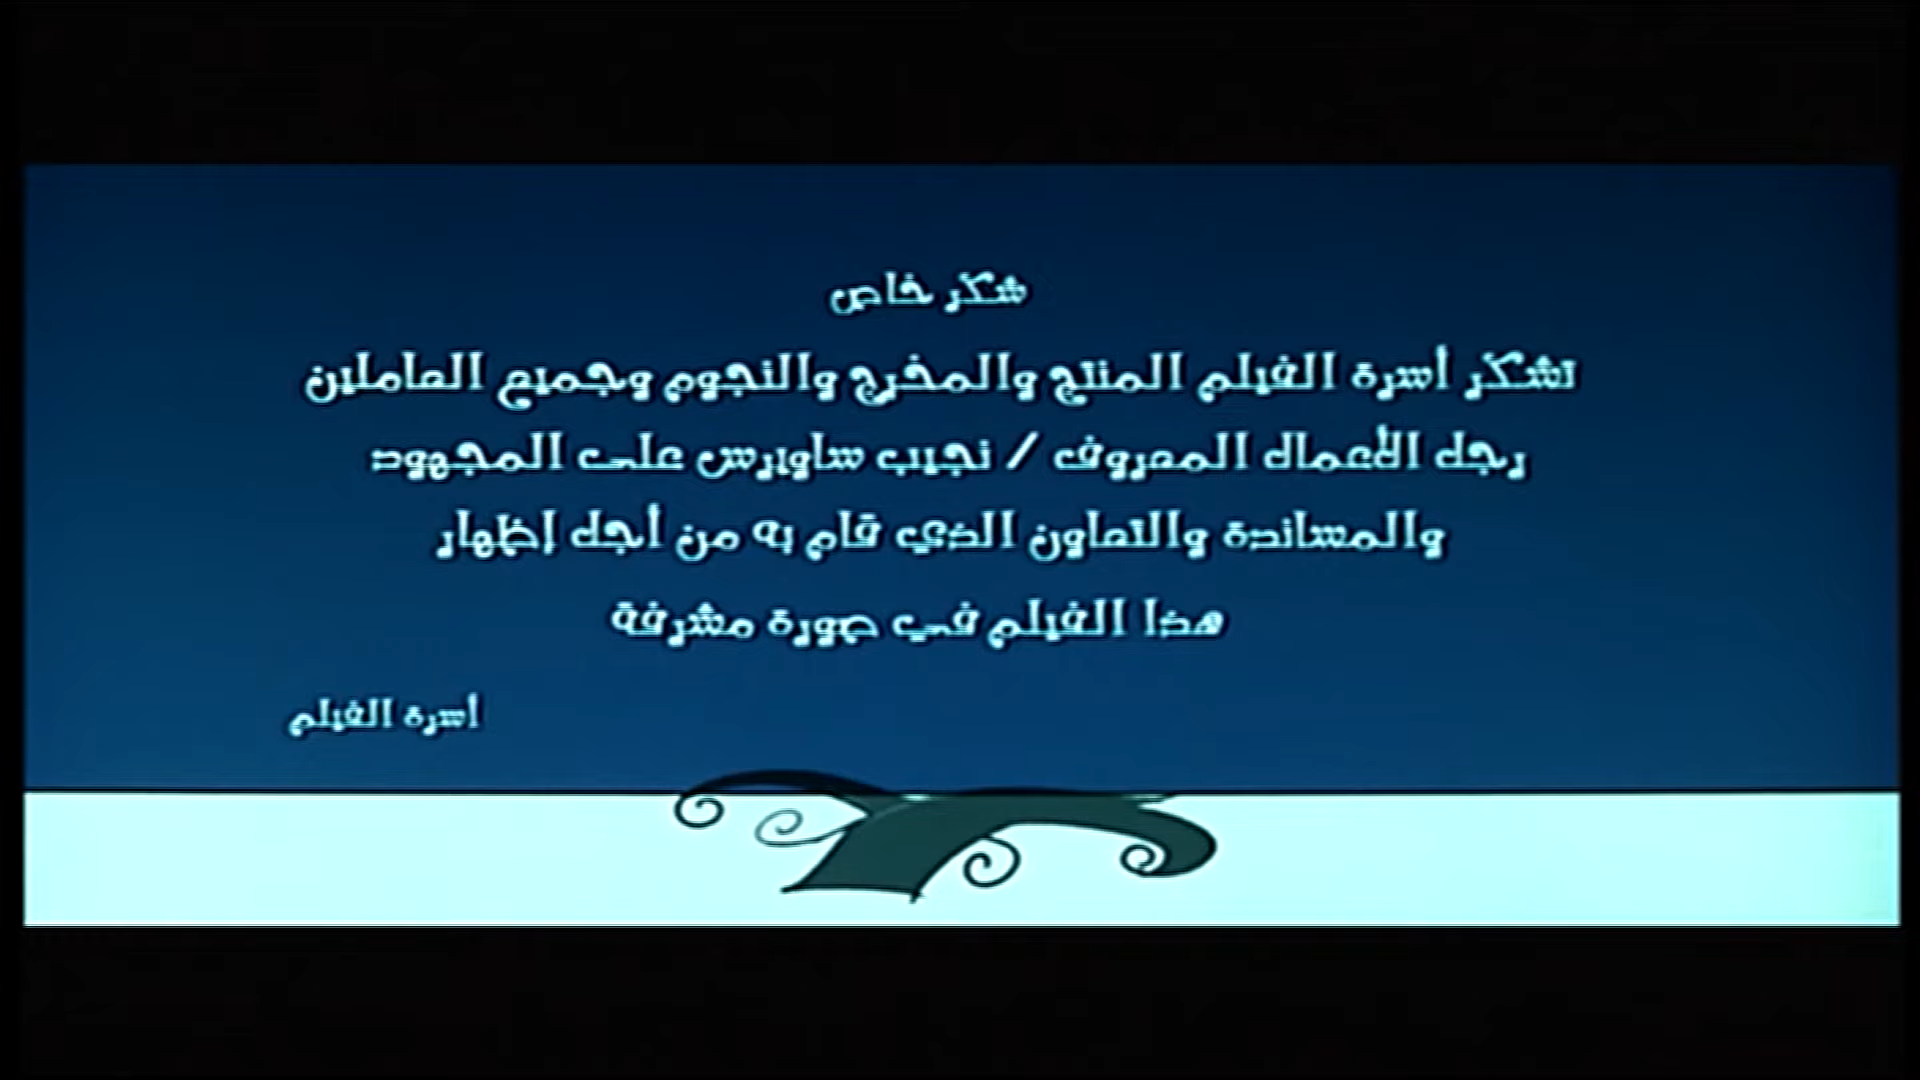 شكر خاص
تشكر أسرة الفيلم المنتج والمخرج والنجوم وجميع العاملين
رجل الأعمال المعروف / نجيب ساويرس على المجهود
والمساندة والتعاون الذي قام به من أجل إظهار
هذا الفيلم في صورة مشرفة
أسرة الفيلم